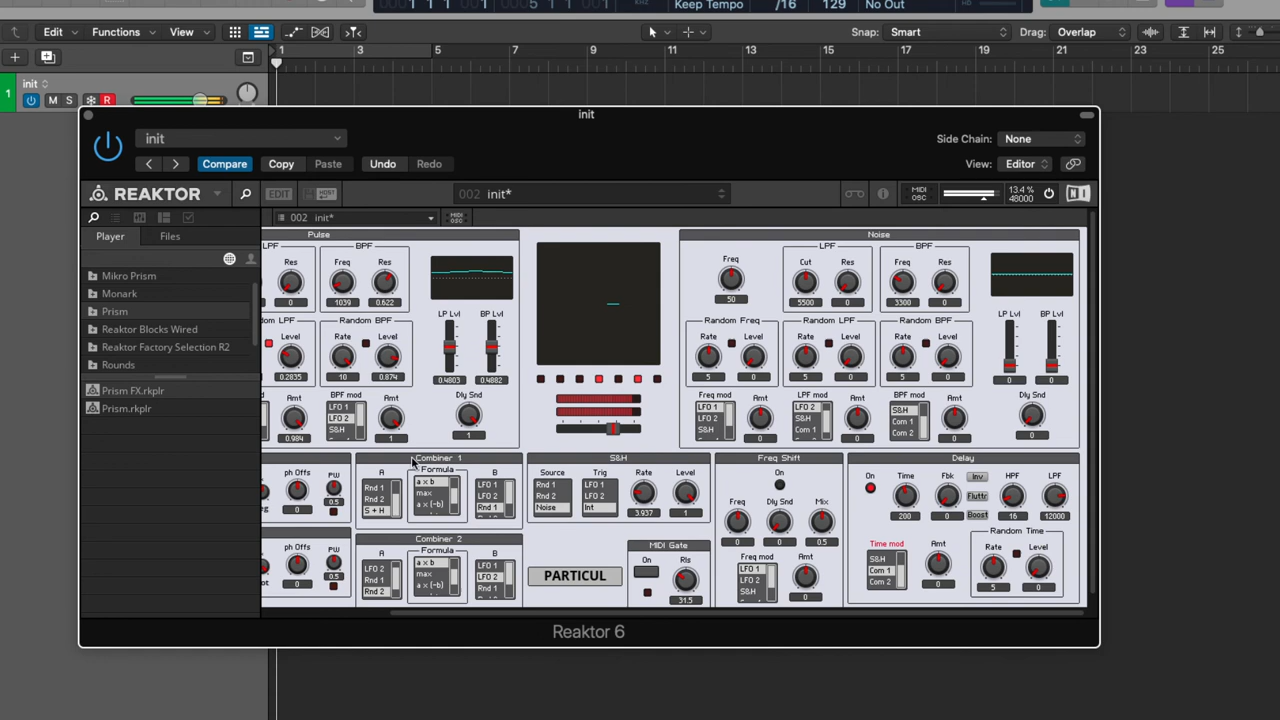 Keep Tempo /16 129 No Out
Edit Functions View Snap: Smart Drag: Overlap
1 3 5 7 9 11 13 15 17 19 21 23 25
init
1 M S R
init
init Side Chain: None
Compare Copy Paste Undo Redo View: Editor
REAKTOR EDIT HOST 002 init* MIDI OSC 13.4 % 48000 NI
002 init* MIDI OSC
Player Files
Mikro Prism
Monark
Prism
Reaktor Blocks Wired
Reaktor Factory Selection R2
Rounds
Prism FX.rkplr
Prism.rkplr
Pulse
LPF BPF
Res Freq Res
0 1039 0.622
LP Lvl BP Lvl
0.4803 0.4882
Random BPF
Level Rate Level
0.2835 10 0.874
BPF mod
Amt LFO 1 LFO 2 S&H Amt Dly Snd
0.984 1 1
Noise
Freq
50
LPF BPF
Cut Res Freq Res
5500 0 3300 0
Random Freq Random LPF Random BPF
Rate Level Rate Level Rate Level
5 0 5 0 5 0
LP Lvl BP Lvl
0 0
Freq mod Amt LPF mod Amt BPF mod Amt Dly Snd
LFO 1 LFO 2 S&H
LFO 2 S&H
S&H Com 1 Com 2
0 0 0 0
ph Offs PW
0 0.5
ph Offs PW
0 0.5
Combiner 1
A Formula B
Rnd 1 a x b LFO 1
Rnd 2 max LFO 2
S + H a x (-b) Rnd 1
Combiner 2
Formula
LFO 2 a x b LFO 1
Rnd 1 max LFO 2
Rnd 2 a x (-b) Rnd 1
S&H
Source Trig Rate Level
Rnd 1 LFO 1
Rnd 2 LFO 2
Noise Int 3.937 1
PARTICUL
MIDI Gate
On Rls
31.5
Freq Shift
On
Freq Dly Snd Mix
0 0 0.5
Freq mod Amt
LFO 1
LFO 2
S&H 0
Delay
On Time Fbk Inv HPF LPF
Fluttr
200 0 Boost 16 12000
Time mod Amt
S&H
Com 1
Com 2 0
Random Time
Rate Level
5 0
Reaktor 6